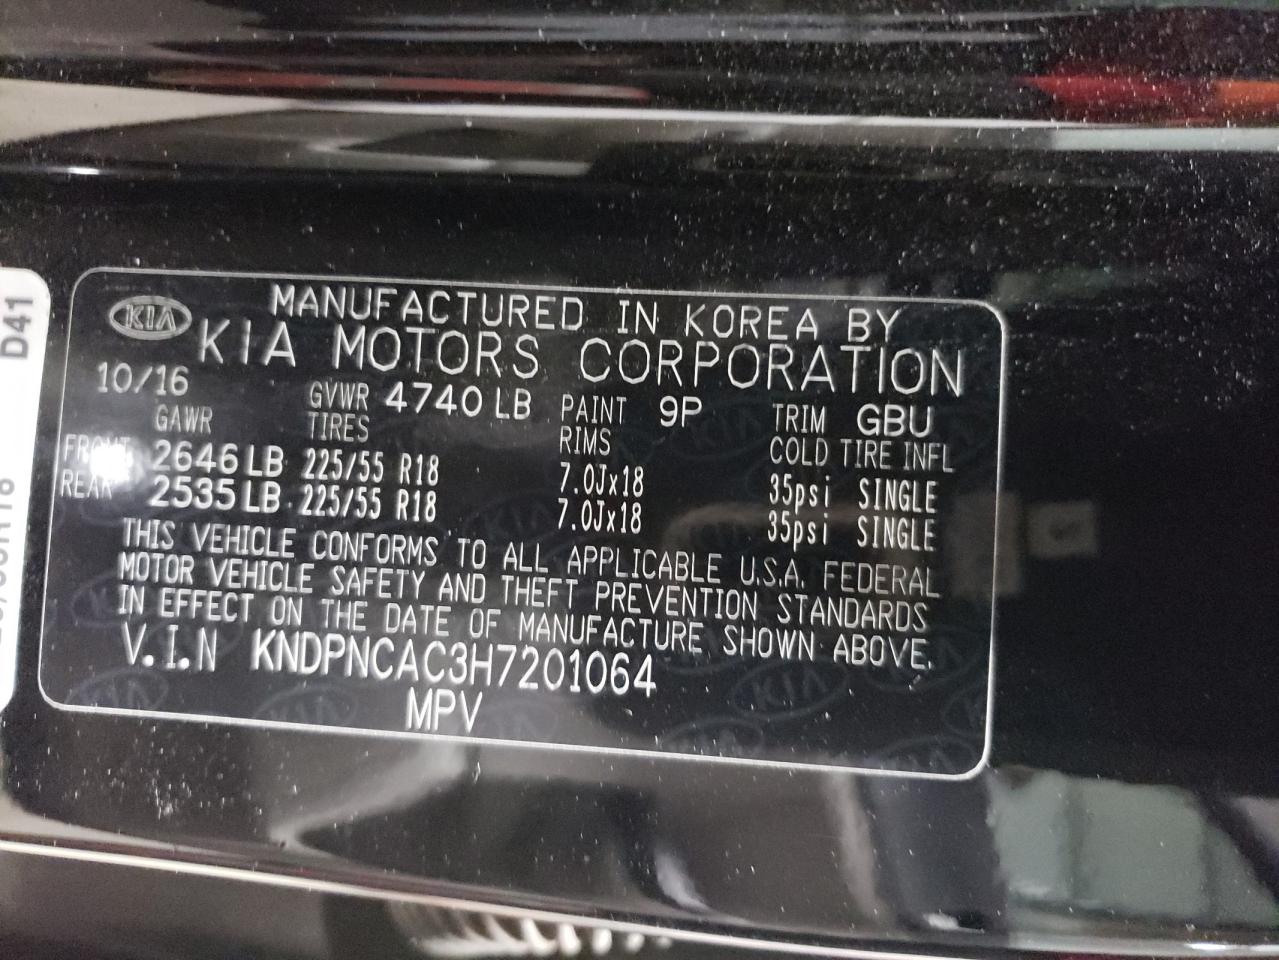 D41
KIA
MANUFACTURED IN KOREA BY
KIA MOTORS CORPORATION
10/16 GVWR 4740 LB PAINT 9P TRIM GBU
GAWR TIRES RIMS COLD TIRE INFL
FRONT 2646 LB 225/55 R18 7.0Jx18 35psi SINGLE
REAR 2535 LB 225/55 R18 7.0Jx18 35psi SINGLE
THIS VEHICLE CONFORMS TO ALL APPLICABLE U.S.A. FEDERAL
MOTOR VEHICLE SAFETY AND THEFT PREVENTION STANDARDS
IN EFFECT ON THE DATE OF MANUFACTURE SHOWN ABOVE.
V.I.N KNDPNCAC3H7201064
MPV